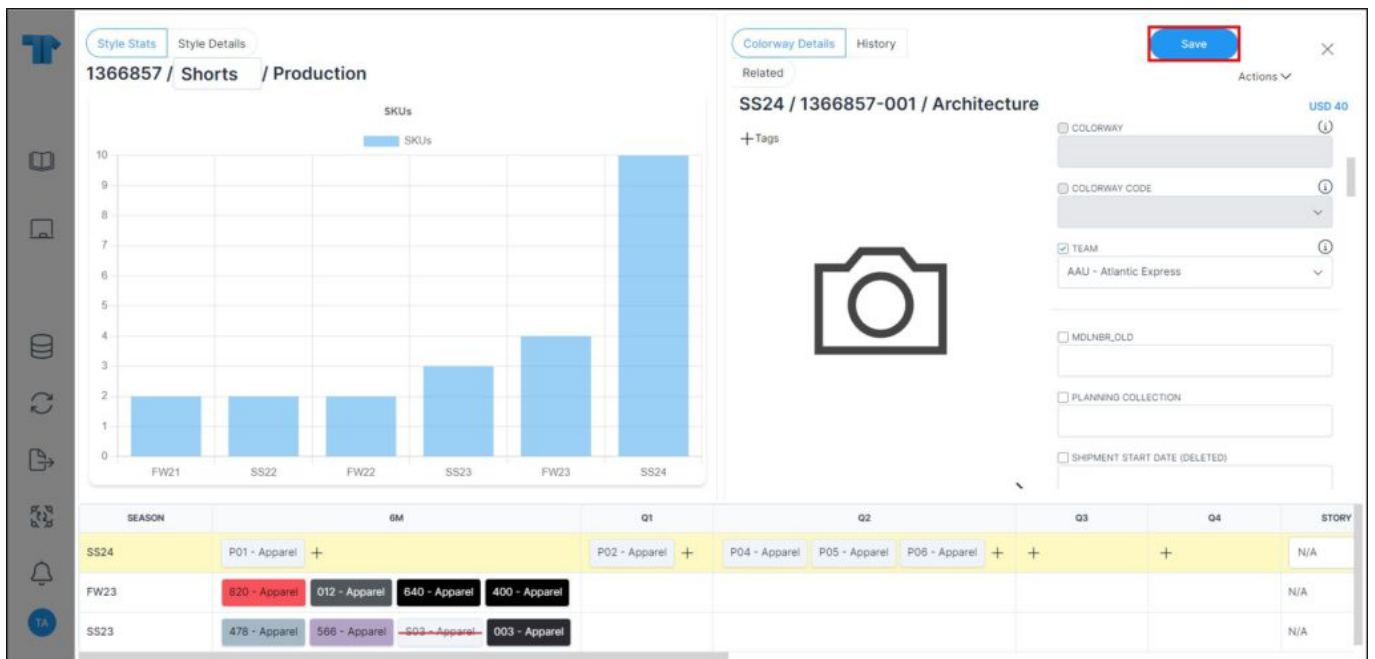 Style Stats Style Details
1366857 / Shorts / Production
SKUs
SKUs
10
9
8
7
6
5
4
3
2
1
0
FW21 SS22 FW22 SS23 FW23 SS24
Colorway Details History
Save
Related
Actions
SS24 / 1366857-001 / Architecture
USD 40
+Tags
COLORWAY
COLORWAY CODE
TEAM
AAU - Atlantic Express
MDLNBR_OLD
PLANNING COLLECTION
SHIPMENT START DATE (DELETED)
SEASON 6M Q1 Q2 Q3 Q4 STORY
SS24 P01 - Apparel + P02 - Apparel + P04 - Apparel P05 - Apparel P06 - Apparel + + + N/A
FW23 820 - Apparel 012 - Apparel 640 - Apparel 400 - Apparel N/A
SS23 478 - Apparel 566 - Apparel S03 - Apparel 003 - Apparel N/A
TA